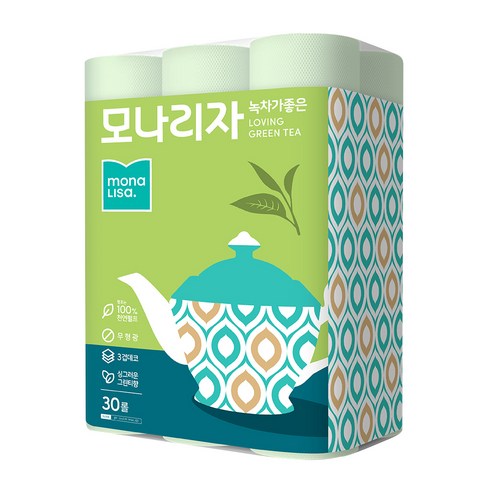 모나리자
녹차가좋은
LOVING
GREEN TEA
mona
Lisa.
100%
천연펄프
무형광
3겹데코
싱그러운
그린티향
30롤